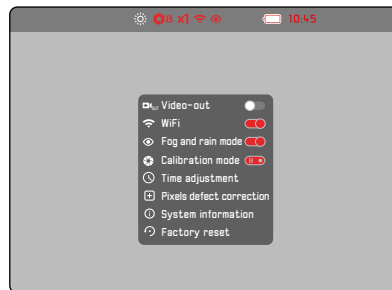 B x1 10:45
Video-out
WiFi
Fog and rain mode
Calibration mode B
Time adjustment
Pixels defect correction
System information
Factory reset